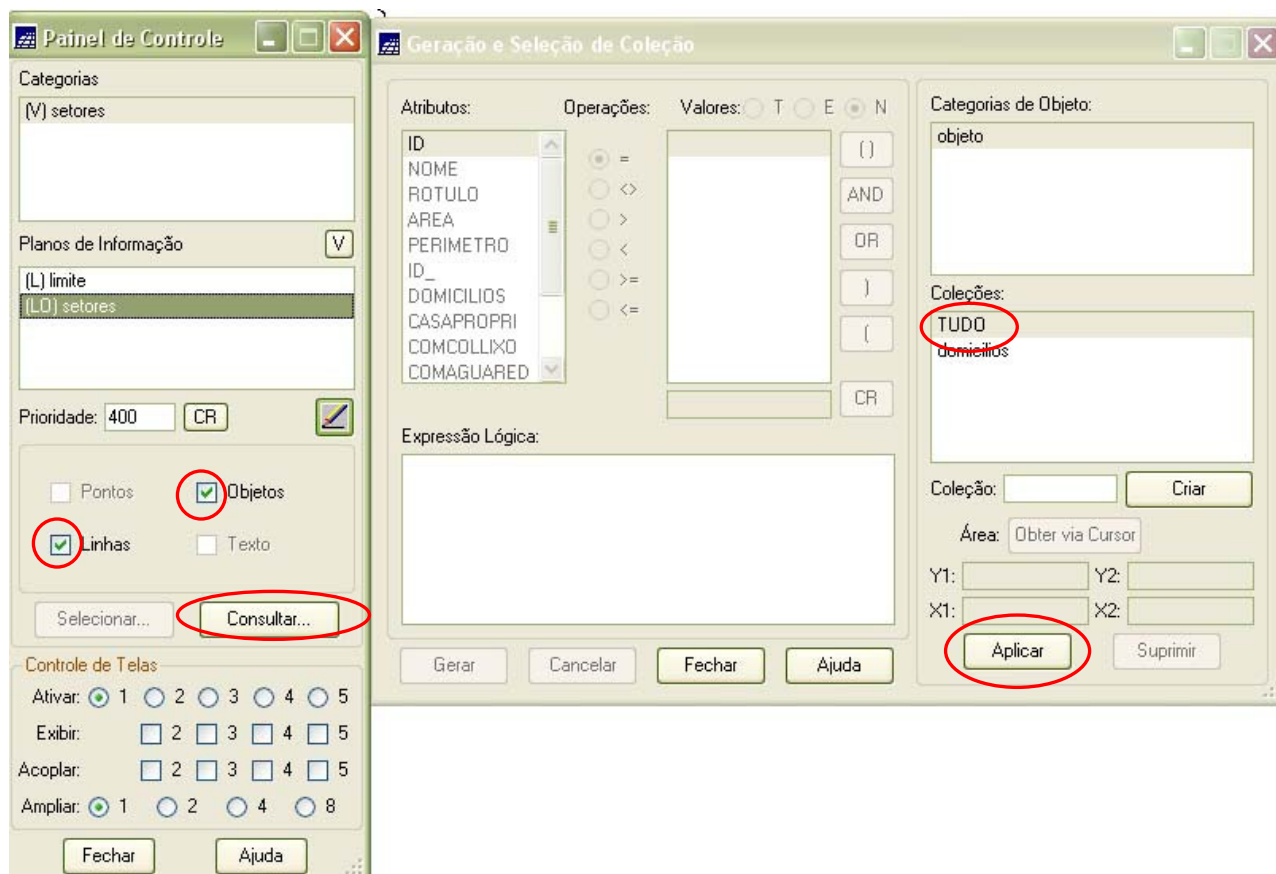 Painel de Controle
Categorias
(V) setores
Planos de Informação V
(L) limite
(LO) setores
Prioridade: 400 CR
Pontos Objetos
Linhas Texto
Selecionar... Consultar...
Controle de Telas
Ativar: 1 2 3 4 5
Exibir: 2 3 4 5
Acoplar: 2 3 4 5
Ampliar: 1 2 4 8
Fechar Ajuda
Geração e Seleção de Coleção
Atributos: Operações: Valores: T E N
ID
NOME
ROTULO
AREA
PERIMETRO
ID_
DOMICILIOS
CASAPROPRI
COMCOLLIXO
COMAGUARED
=
<>
>
<
>=
<=
()
AND
OR
)
(
CR
Expressão Lógica:
Gerar Cancelar Fechar Ajuda
Categorias de Objeto:
objeto
Coleções:
TUDO
domicilios
Coleção: Criar
Área: Obter via Cursor
Y1: Y2:
X1: X2:
Aplicar Suprimir